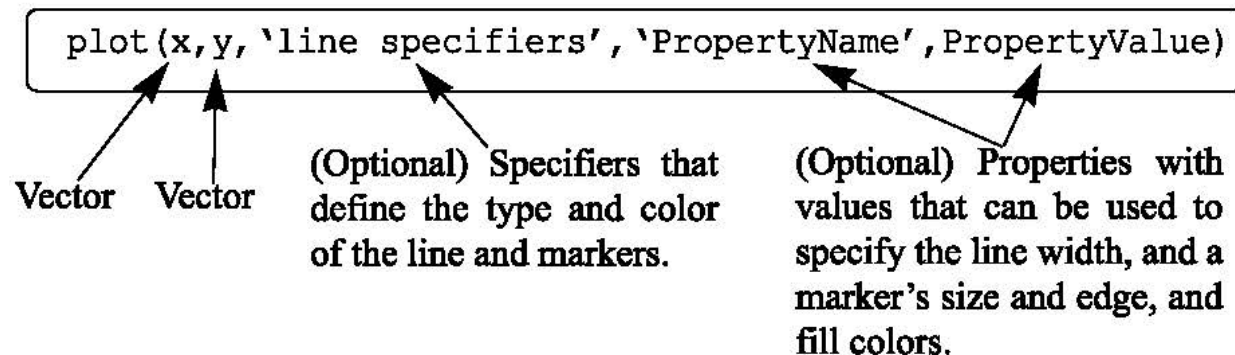 plot(x,y,‘line specifiers’,‘PropertyName’,PropertyValue)
Vector Vector
(Optional) Specifiers that
define the type and color
of the line and markers.
(Optional) Properties with
values that can be used to
specify the line width, and a
marker’s size and edge, and
fill colors.